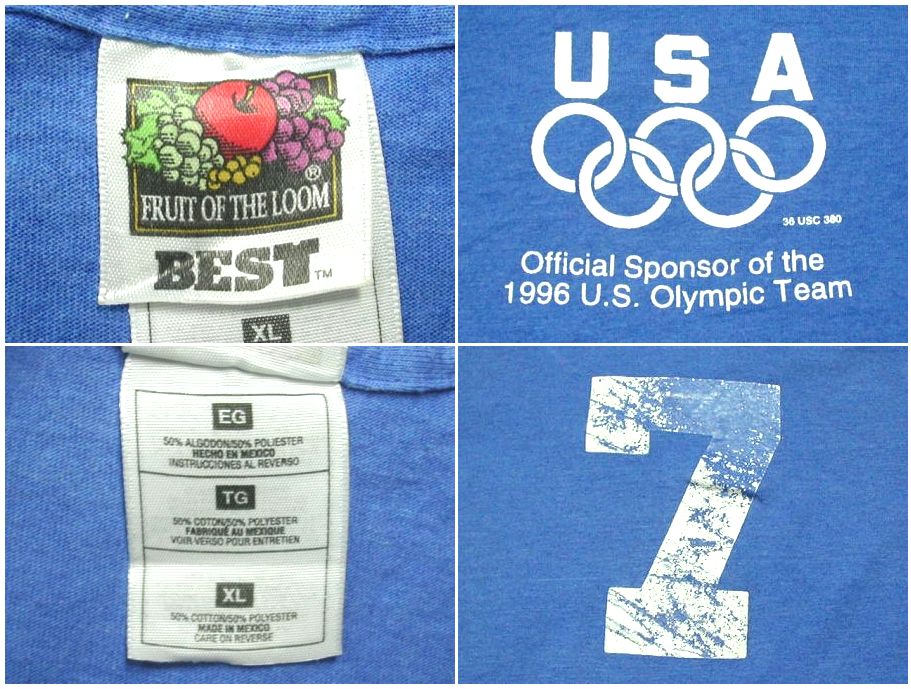 ®
FRUIT OF THE LOOM
BEST™
XL
USA
36 USC 380
Official Sponsor of the
1996 U.S. Olympic Team
EG
50% ALGODON/50% POLIESTER
HECHO EN MEXICO
INSTRUCCIONES AL REVERSO
TG
50% COTON/50% POLYESTER
FABRIQUÉ AU MEXIQUE
VOIR VERSO POUR ENTRETIEN
XL
50% COTTON/50% POLYESTER
MADE IN MEXICO
CARE ON REVERSE
7